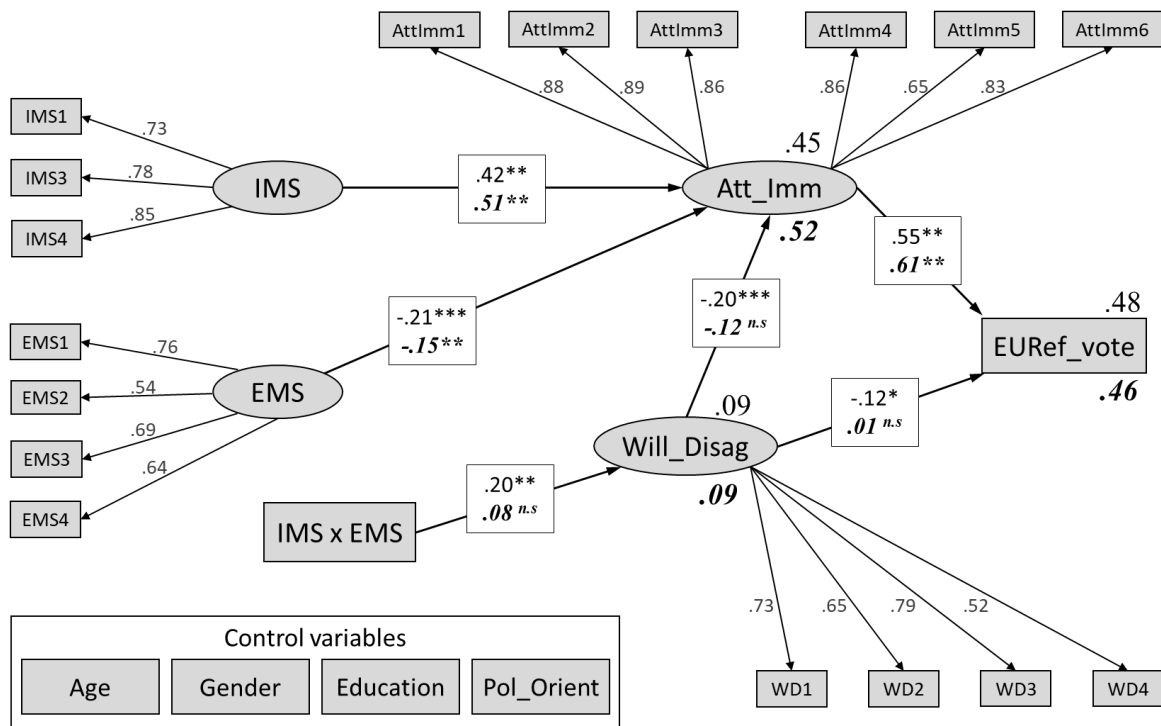 AttImm1
AttImm2
AttImm3
AttImm4
AttImm5
AttImm6
.88
.89
.86
.86
.65
.83
IMS1
IMS3
IMS4
.73
.78
.85
IMS
.42**
.51**
.45
Att_Imm
.52
.55**
.61**
-.20***
-.12 n.s
-.21***
-.15**
EMS1
EMS2
EMS3
EMS4
.76
.54
.69
.64
EMS
.48
EURef_vote
.46
-.12*
.01 n.s
.09
Will_Disag
.09
.20**
.08 n.s
IMS x EMS
.73
.65
.79
.52
WD1
WD2
WD3
WD4
Control variables
Age
Gender
Education
Pol_Orient